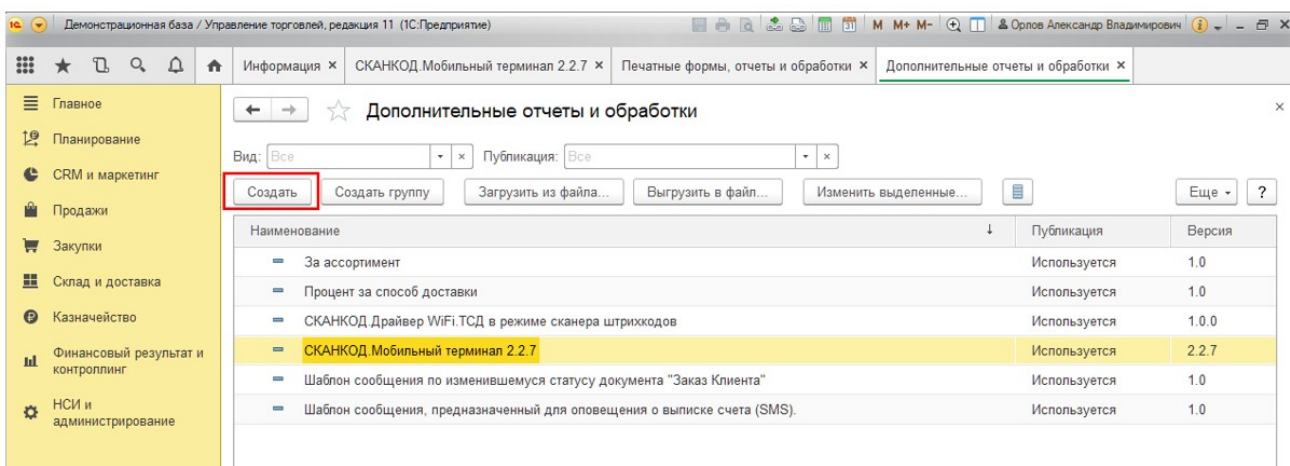 1С Демонстрационная база / Управление торговлей, редакция 11 (1С:Предприятие) 31 M M+ M- Орлов Александр Владимирович i
Информация × СКАНКОД.Мобильный терминал 2.2.7 × Печатные формы, отчеты и обработки × Дополнительные отчеты и обработки ×
Главное
Планирование
CRM и маркетинг
Продажи
Закупки
Склад и доставка
Казначейство
Финансовый результат и
контроллинг
НСИ и
администрирование
Дополнительные отчеты и обработки ×
Вид: Все × Публикация: Все ×
Создать Создать группу Загрузить из файла... Выгрузить в файл... Изменить выделенные... Еще ?
Наименование ↓ Публикация Версия
За ассортимент Используется 1.0
Процент за способ доставки Используется 1.0
СКАНКОД.Драйвер WiFi.ТСД в режиме сканера штрихкодов Используется 1.0.0
СКАНКОД.Мобильный терминал 2.2.7 Используется 2.2.7
Шаблон сообщения по изменившемуся статусу документа "Заказ Клиента" Используется 1.0
Шаблон сообщения, предназначенный для оповещения о выписке счета (SMS). Используется 1.0